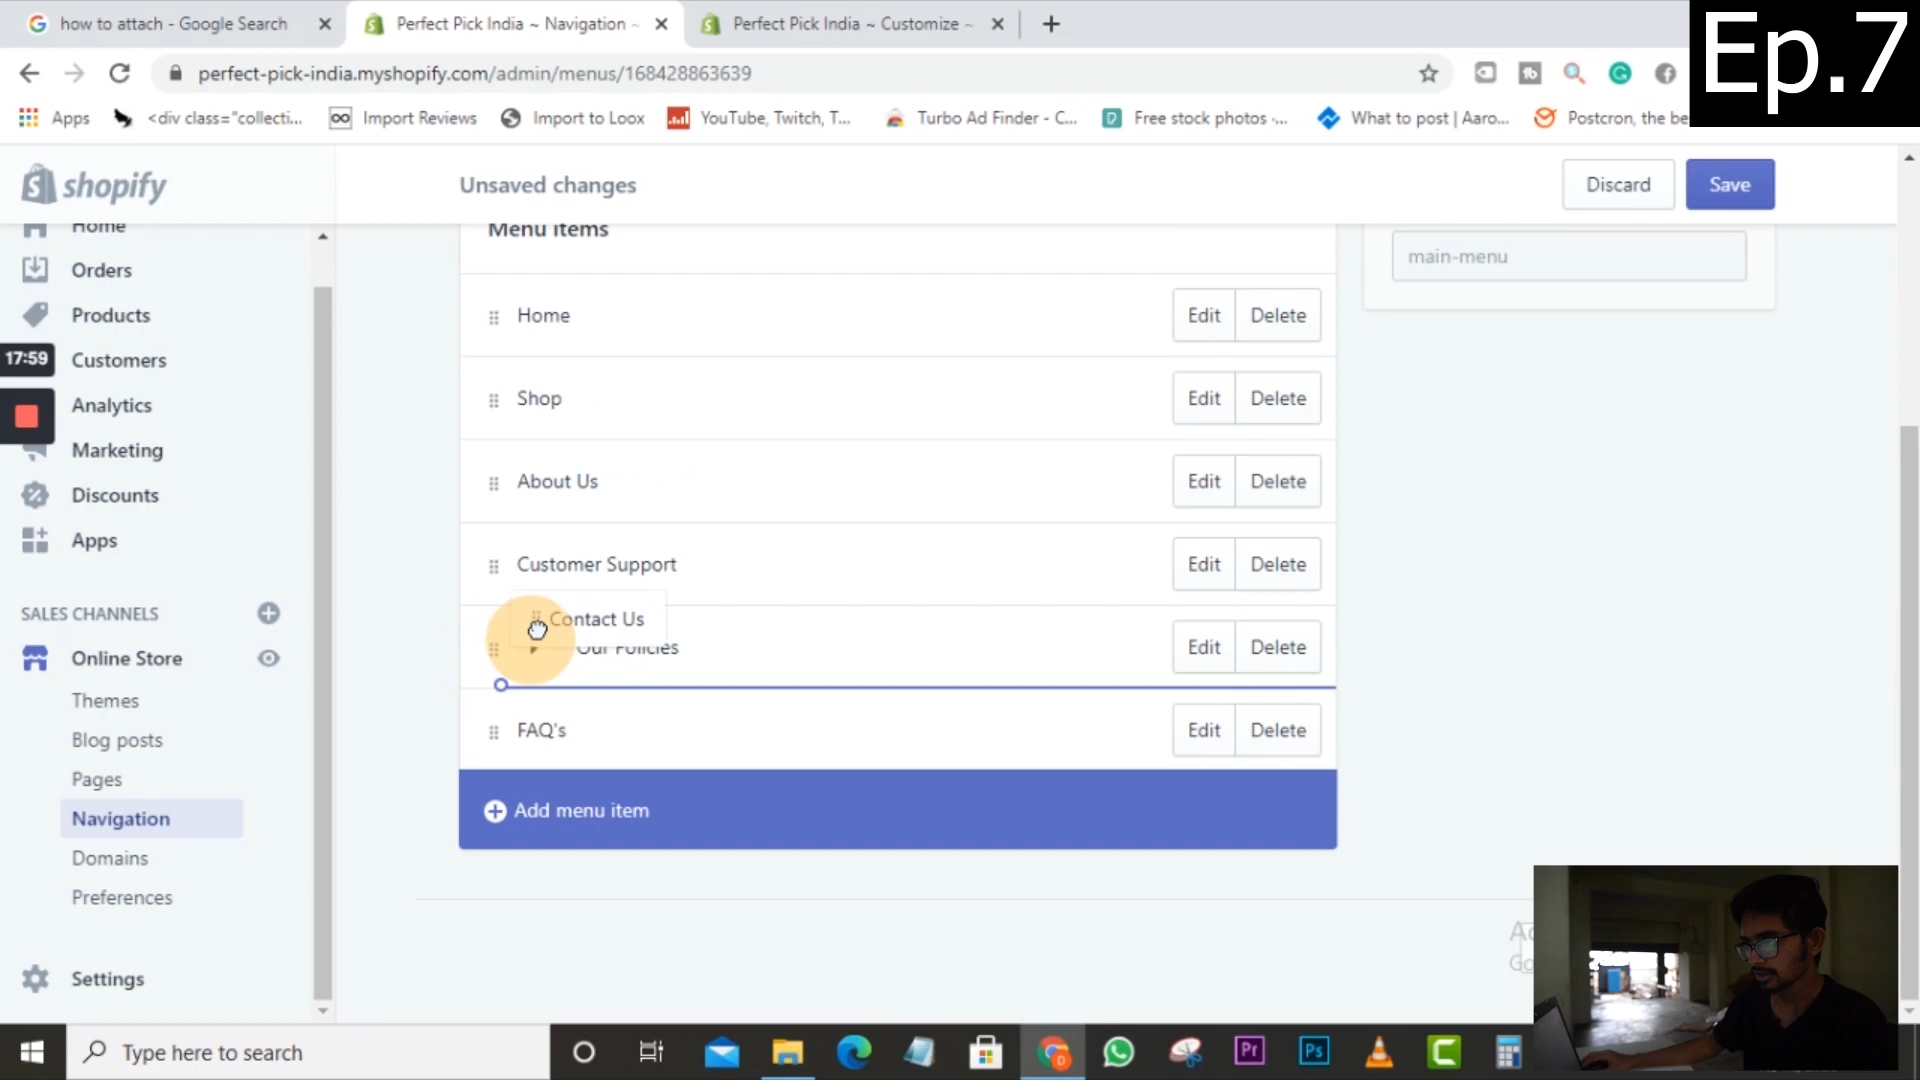 how to attach - Google Search
Perfect Pick India ~ Navigation ~
Perfect Pick India ~ Customize ~
Ep.7
perfect-pick-india.myshopify.com/admin/menus/168428863639
Apps
<div class="collecti...
Import Reviews
Import to Loox
YouTube, Twitch, T...
Turbo Ad Finder - C...
Free stock photos -...
What to post | Aaro...
Postcron, the be
shopify
Unsaved changes
Discard
Save
Home
Orders
Products
17:59
Customers
Analytics
Marketing
Discounts
Apps
SALES CHANNELS
Online Store
Themes
Blog posts
Pages
Navigation
Domains
Preferences
Settings
Menu items
main-menu
Home
Edit
Delete
Shop
Edit
Delete
About Us
Edit
Delete
Customer Support
Edit
Delete
Contact Us
Our Policies
Edit
Delete
FAQ's
Edit
Delete
Add menu item
Type here to search
Pr
Ps